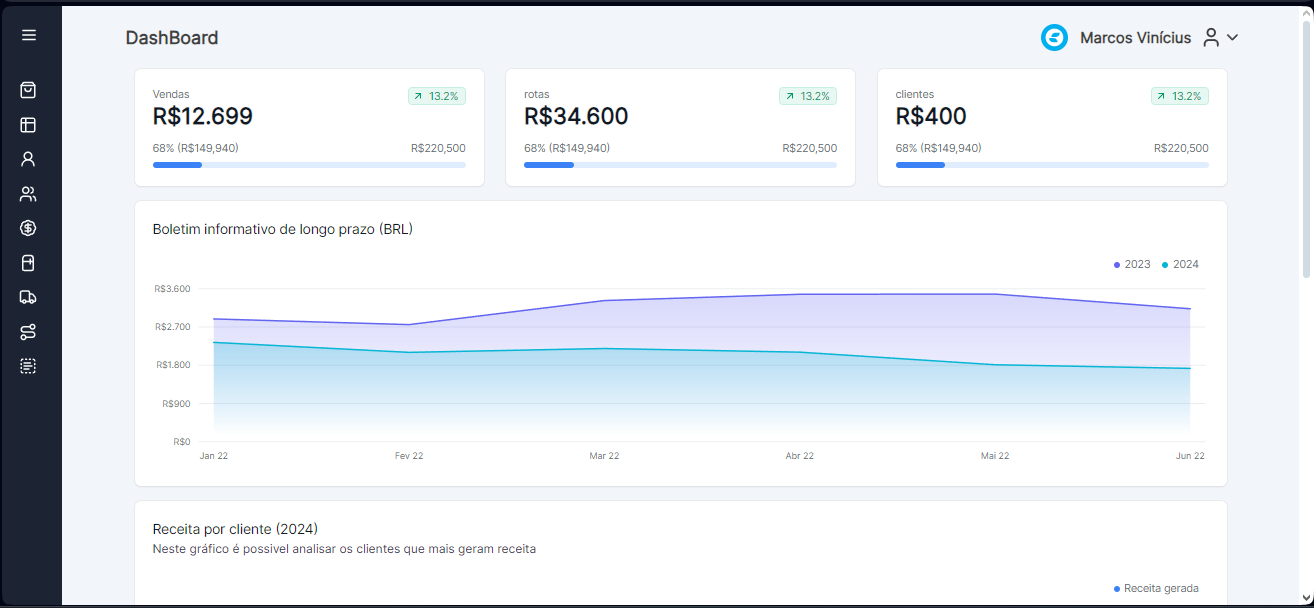 DashBoard
Marcos Vinícius
Vendas
13.2%
R$12.699
68% (R$149,940)
R$220,500
rotas
13.2%
R$34.600
68% (R$149,940)
R$220,500
clientes
13.2%
R$400
68% (R$149,940)
R$220,500
Boletim informativo de longo prazo (BRL)
2023
2024
R$3.600
R$2.700
R$1.800
R$900
R$0
Jan 22
Fev 22
Mar 22
Abr 22
Mai 22
Jun 22
Receita por cliente (2024)
Neste gráfico é possivel analisar os clientes que mais geram receita
Receita gerada